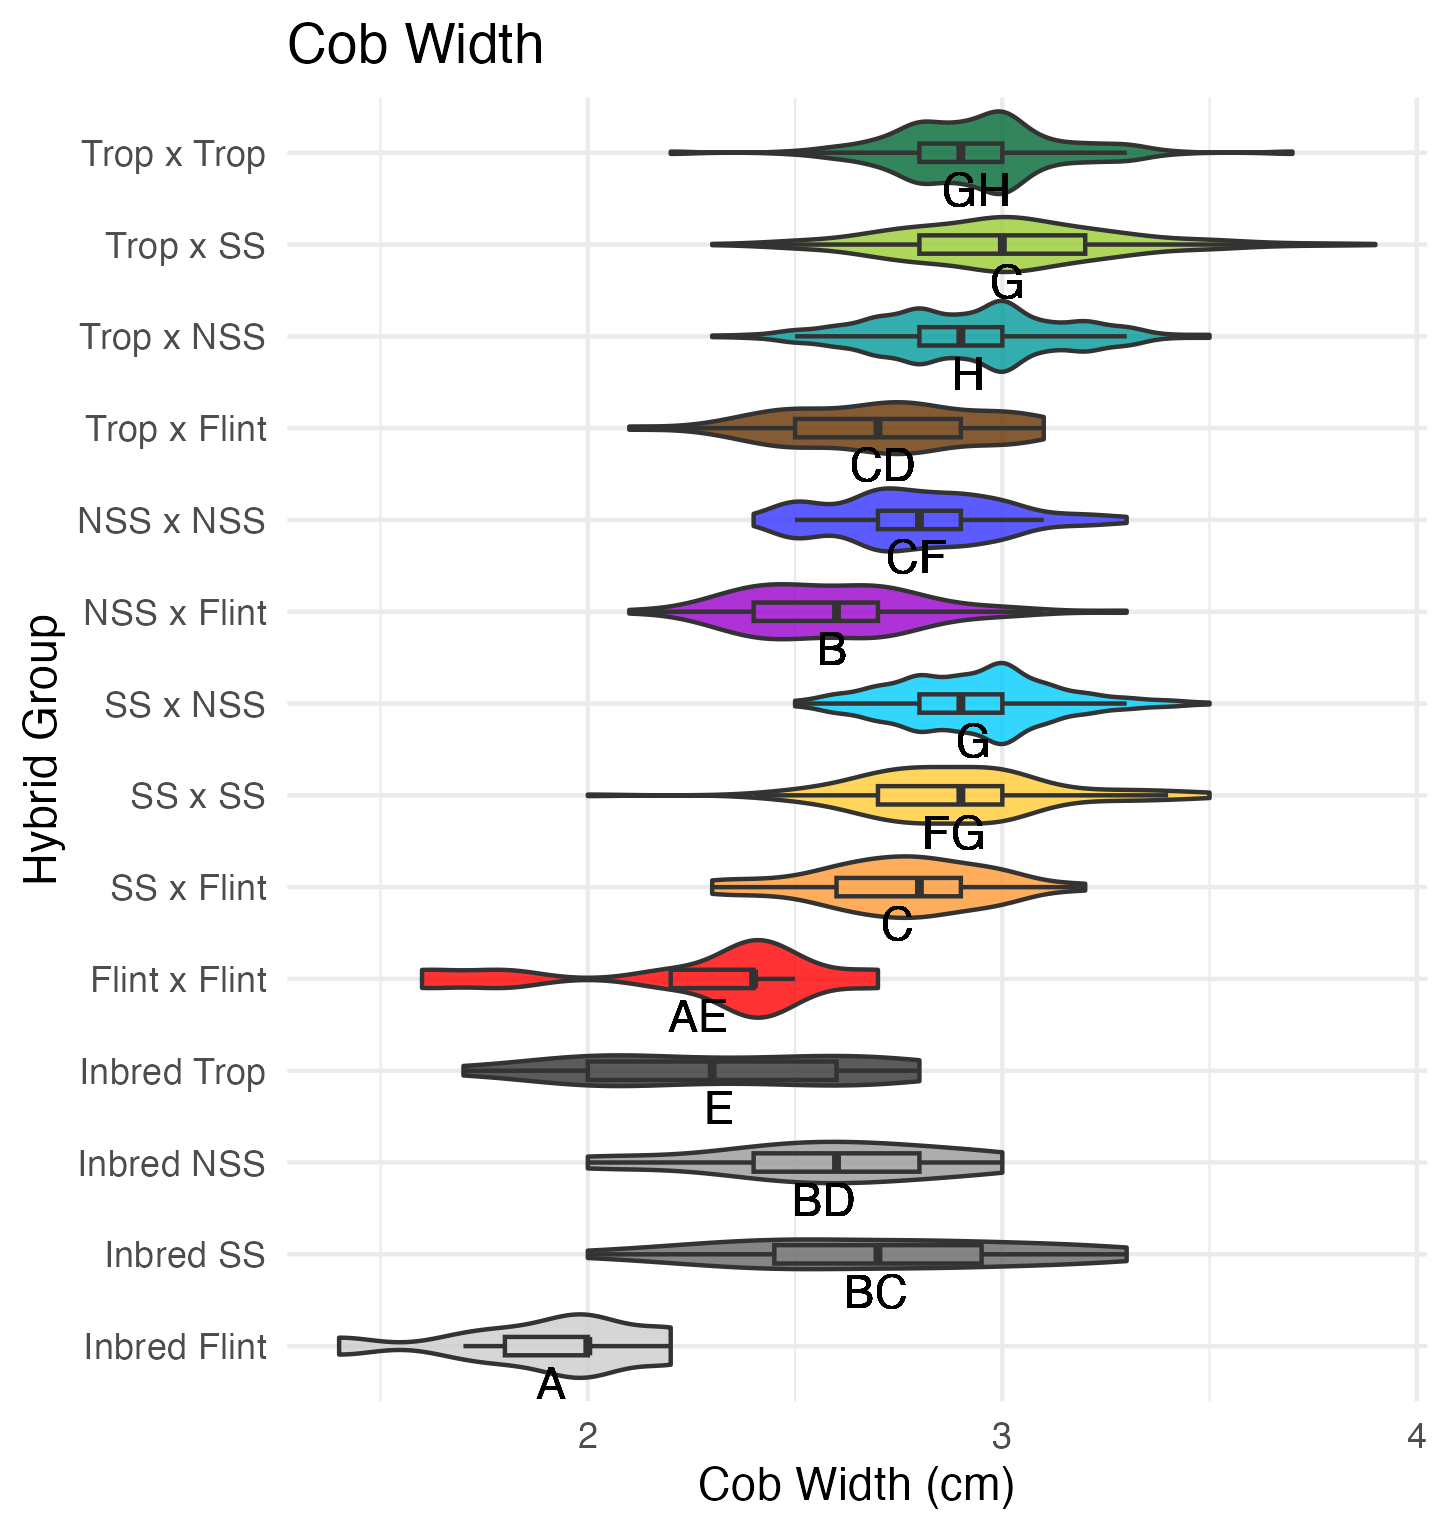 Cob Width
Trop x Trop
GH
Trop x SS
G
Trop x NSS
H
Trop x Flint
CD
NSS x NSS
CF
NSS x Flint
B
SS x NSS
G
SS x SS
FG
SS x Flint
C
Flint x Flint
AE
Inbred Trop
E
Inbred NSS
BD
Inbred SS
BC
Inbred Flint
A
Hybrid Group
2 3 4
Cob Width (cm)